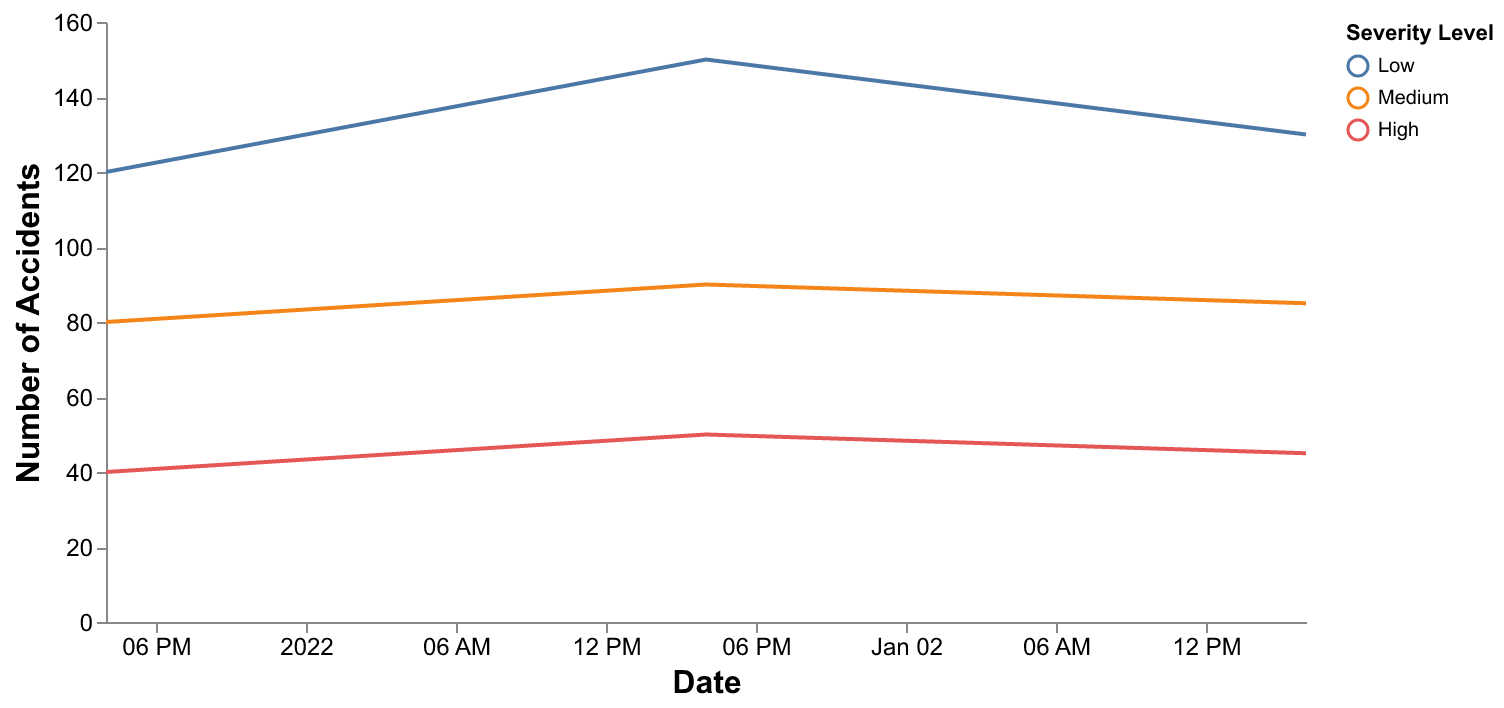 Number of Accidents
160
140
120
100
80
60
40
20
0
06 PM 2022 06 AM 12 PM 06 PM Jan 02 06 AM 12 PM
Date
Severity Level
Low
Medium
High